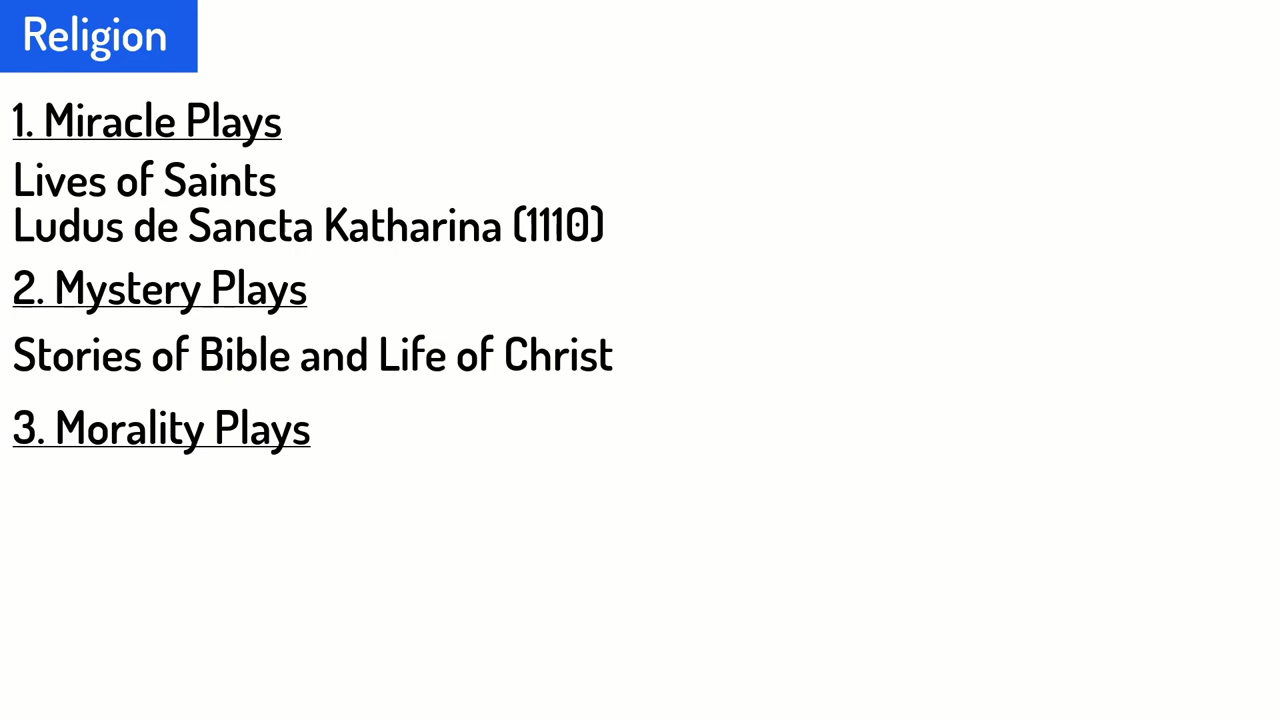 Religion
1. Miracle Plays
Lives of Saints
Ludus de Sancta Katharina (1110)
2. Mystery Plays
Stories of Bible and Life of Christ
3. Morality Plays